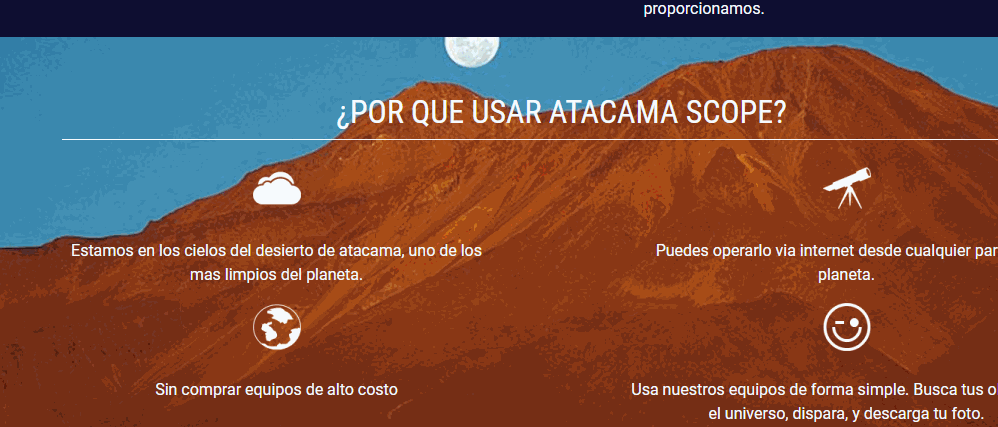 proporcionamos.
¿POR QUE USAR ATACAMA SCOPE?
Estamos en los cielos del desierto de atacama, uno de los
mas limpios del planeta.
Puedes operarlo via internet desde cualquier par
planeta.
Sin comprar equipos de alto costo
Usa nuestros equipos de forma simple. Busca tus o
el universo, dispara, y descarga tu foto.